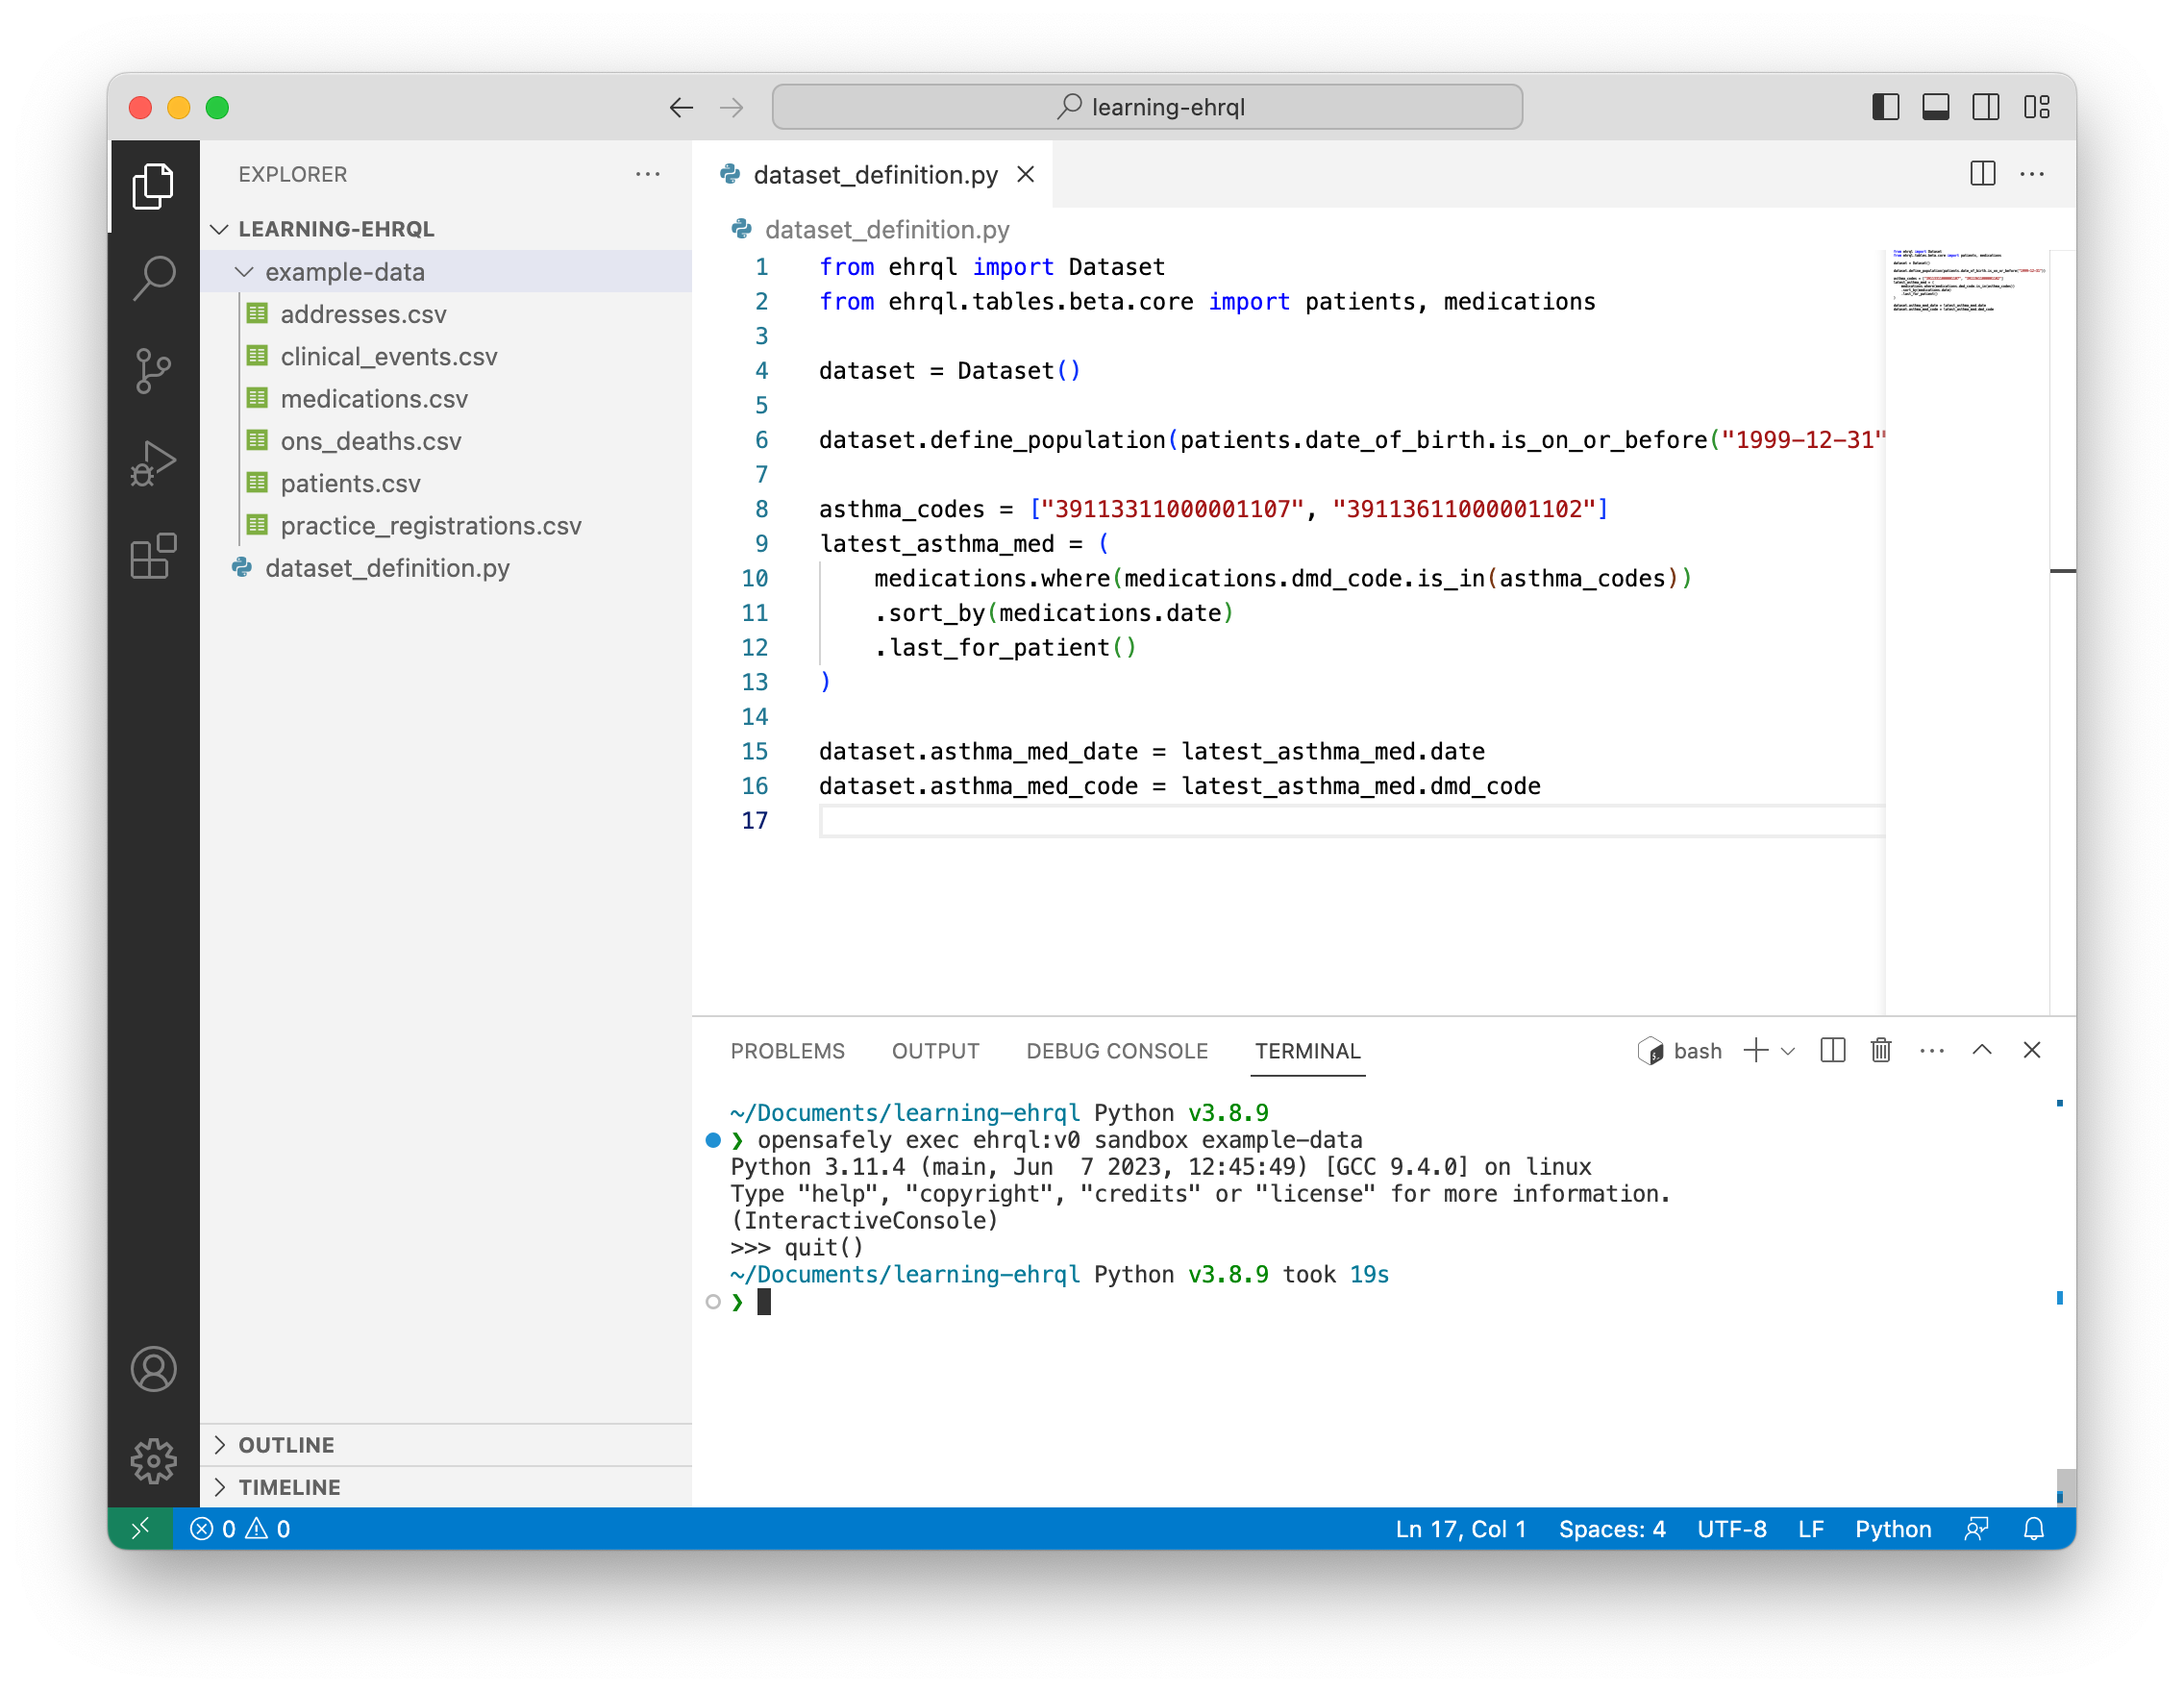 learning-ehrql
EXPLORER
LEARNING-EHRQL
example-data
addresses.csv
clinical_events.csv
medications.csv
ons_deaths.csv
patients.csv
practice_registrations.csv
dataset_definition.py
OUTLINE
TIMELINE
dataset_definition.py
dataset_definition.py
1 from ehrql import Dataset
2 from ehrql.tables.beta.core import patients, medications
3
4 dataset = Dataset()
5
6 dataset.define_population(patients.date_of_birth.is_on_or_before("1999-12-31"
7
8 asthma_codes = ["39113311000001107", "39113611000001102"]
9 latest_asthma_med = (
10     medications.where(medications.dmd_code.is_in(asthma_codes))
11     .sort_by(medications.date)
12     .last_for_patient()
13 )
14
15 dataset.asthma_med_date = latest_asthma_med.date
16 dataset.asthma_med_code = latest_asthma_med.dmd_code
17
PROBLEMS OUTPUT DEBUG CONSOLE TERMINAL bash
~/Documents/learning-ehrql Python v3.8.9
❯ opensafely exec ehrql:v0 sandbox example-data
Python 3.11.4 (main, Jun  7 2023, 12:45:49) [GCC 9.4.0] on linux
Type "help", "copyright", "credits" or "license" for more information.
(InteractiveConsole)
>>> quit()
~/Documents/learning-ehrql Python v3.8.9 took 19s
❯
0 0 Ln 17, Col 1 Spaces: 4 UTF-8 LF Python